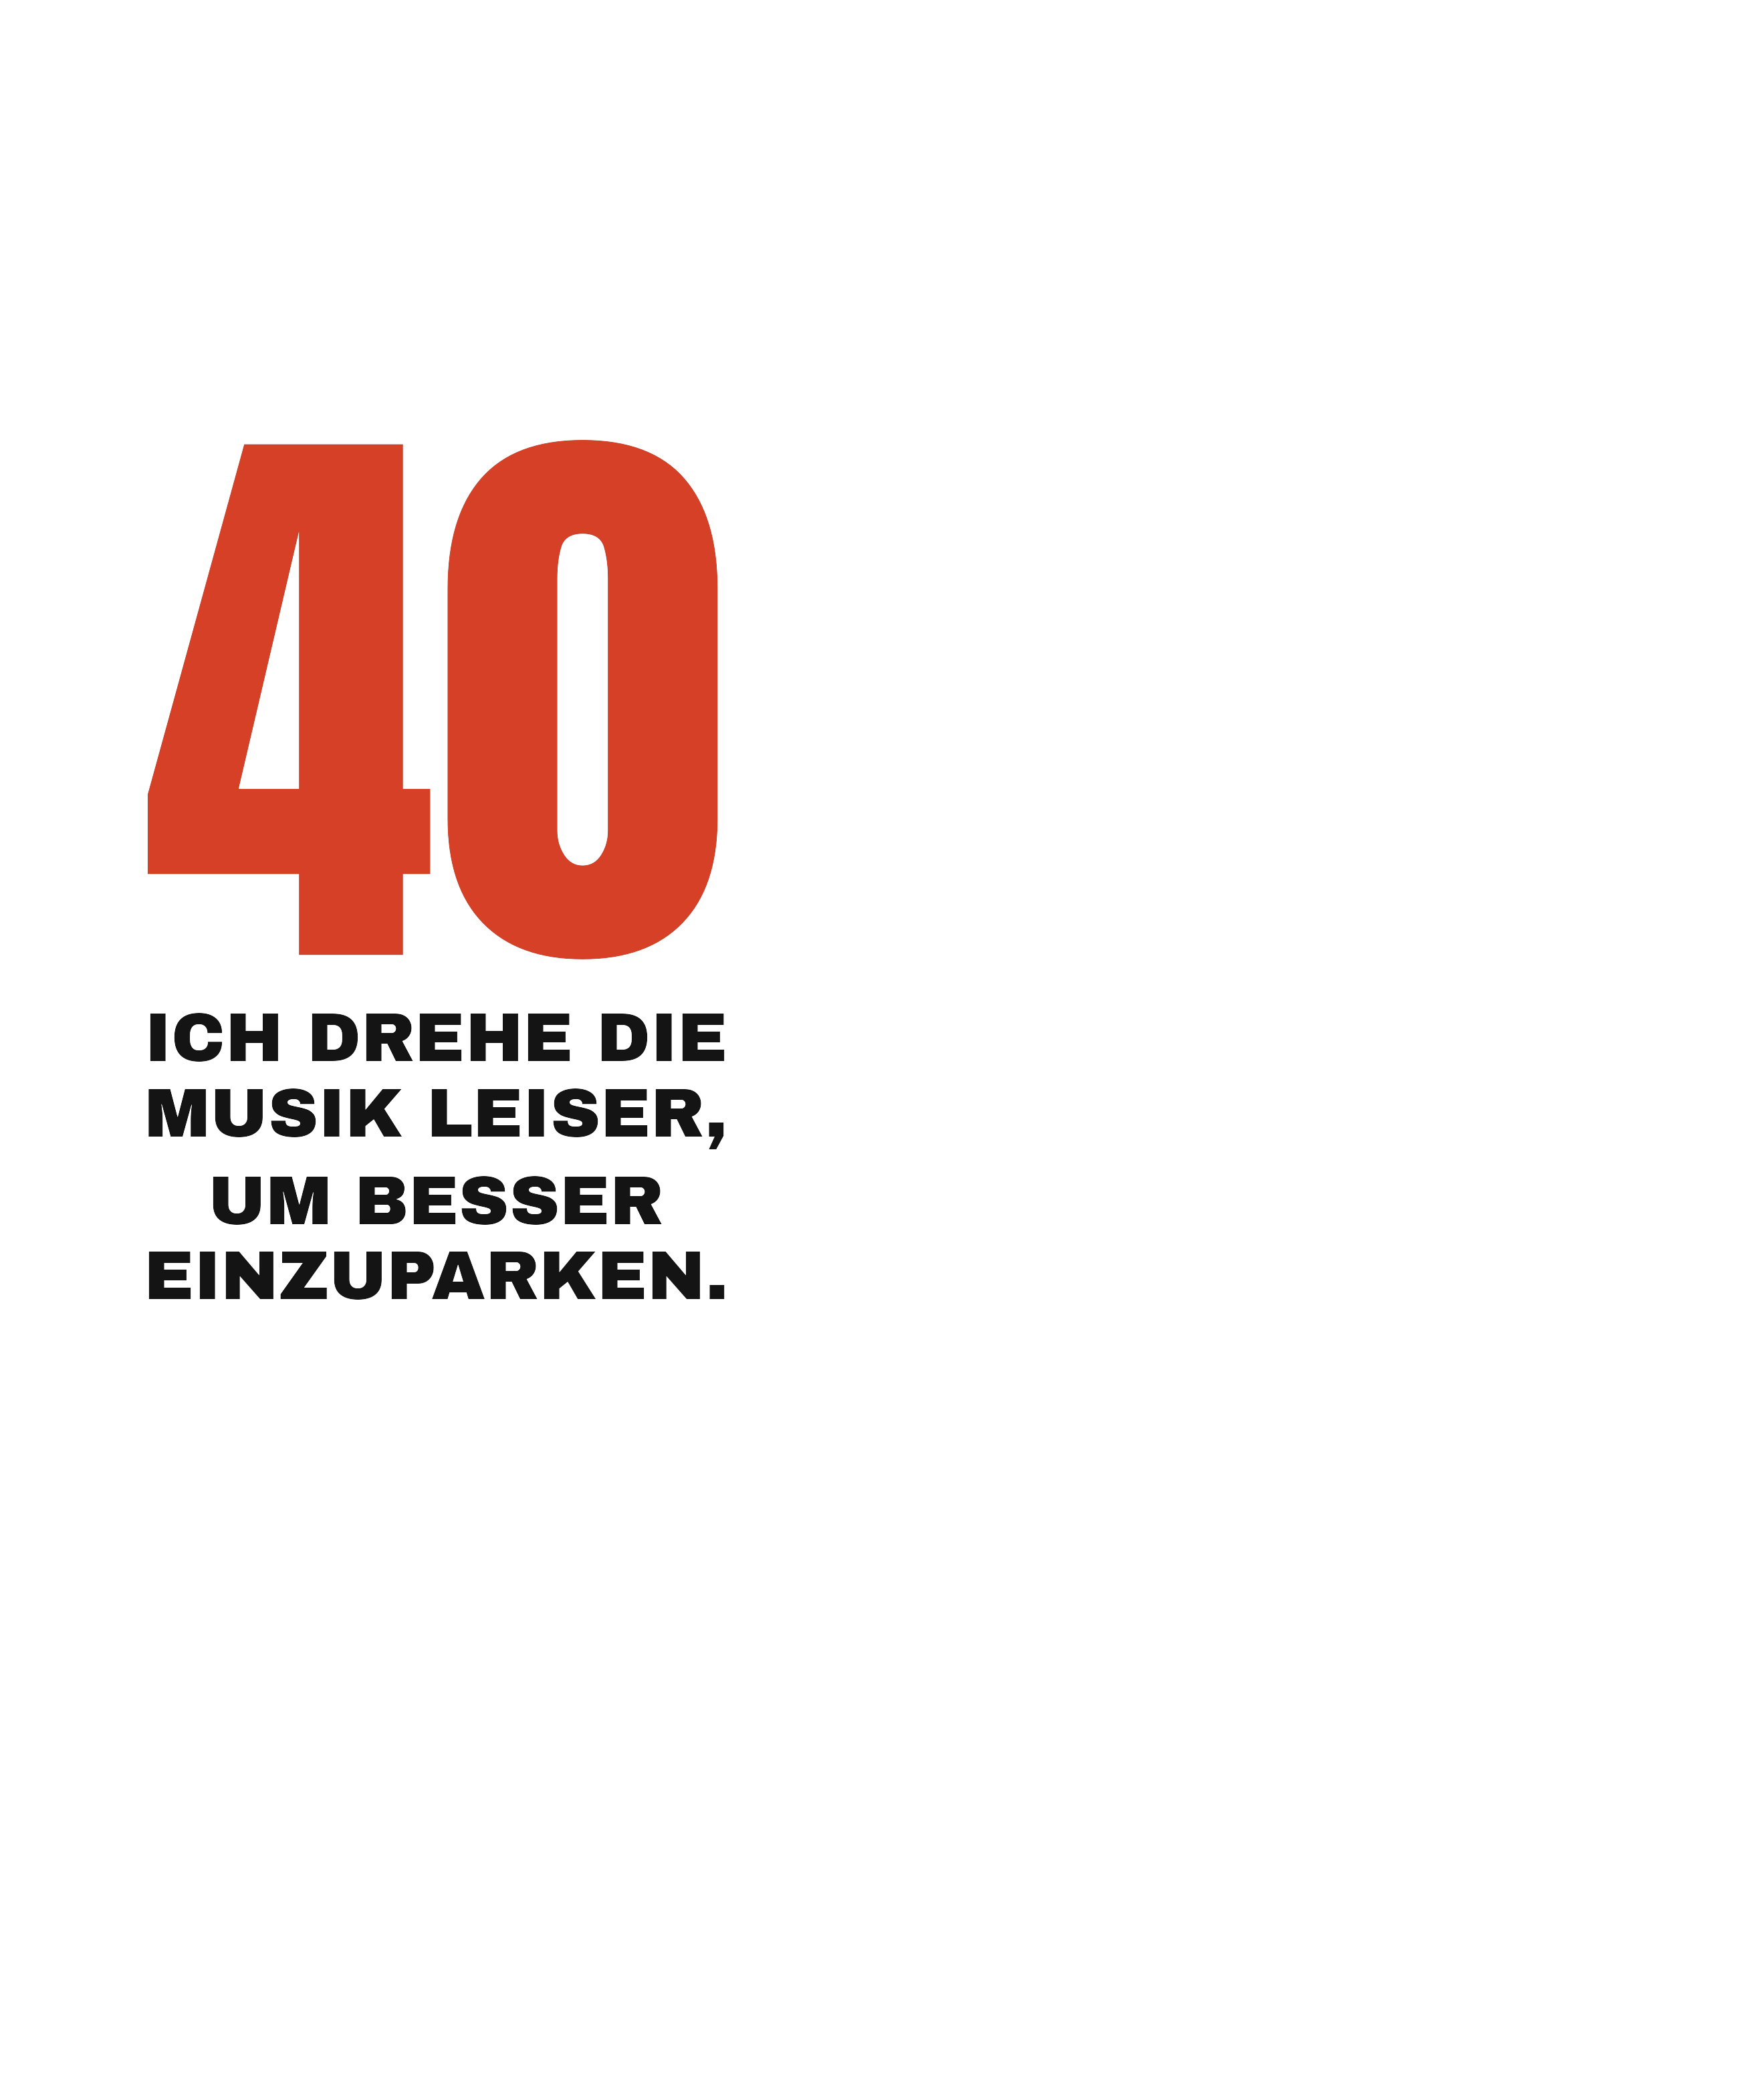 40
ICH DREHE DIE
MUSIK LEISER,
UM BESSER
EINZUPARKEN.